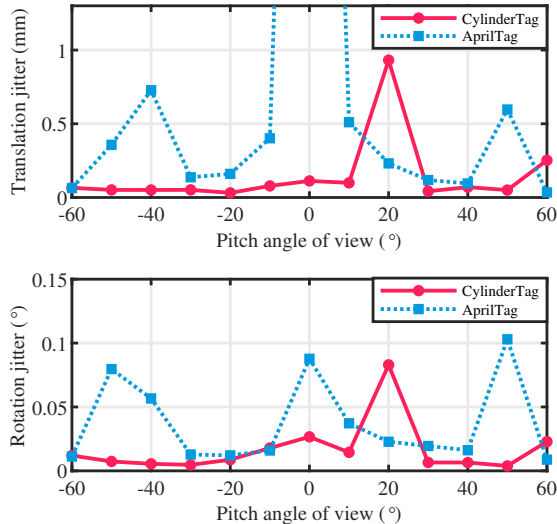 Translation jitter (mm)
1
0.5
0
CylinderTag
AprilTag
-60 -40 -20 0 20 40 60
Pitch angle of view (°)
Rotation jitter (°)
0.15
0.1
0.05
0
CylinderTag
AprilTag
-60 -40 -20 0 20 40 60
Pitch angle of view (°)